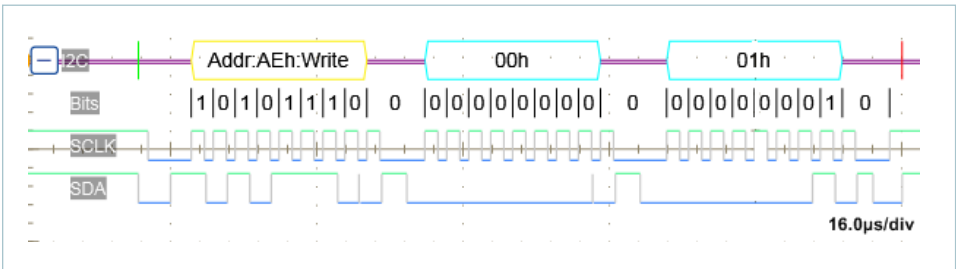 I2C Addr:AEh:Write 00h 01h
Bits 1 0 1 0 1 1 1 0 0 0 0 0 0 0 0 0 0 0 0 0 0 0 0 0 0 1 0
SCLK
SDA
16.0µs/div